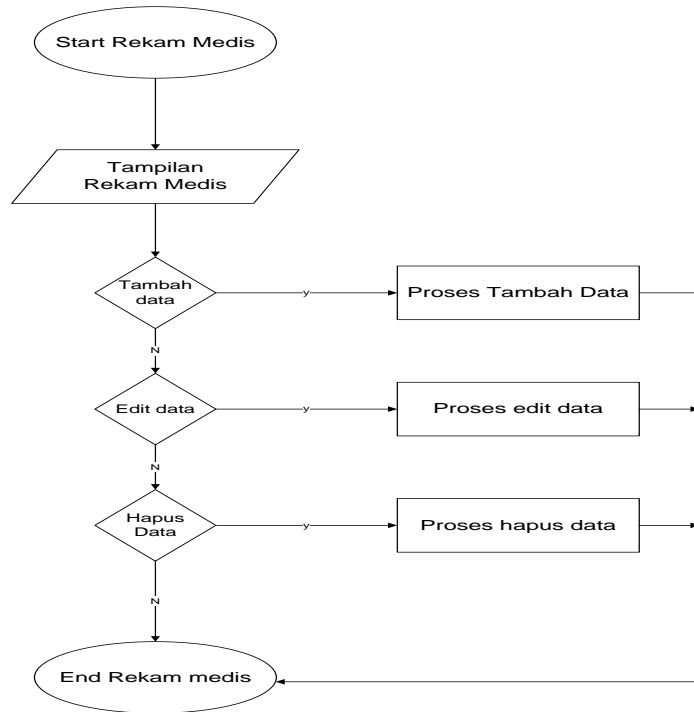 Start Rekam Medis
Tampilan
Rekam Medis
Tambah
data
y
Proses Tambah Data
N
Edit data
y
Proses edit data
N
Hapus
Data
y
Proses hapus data
N
End Rekam medis